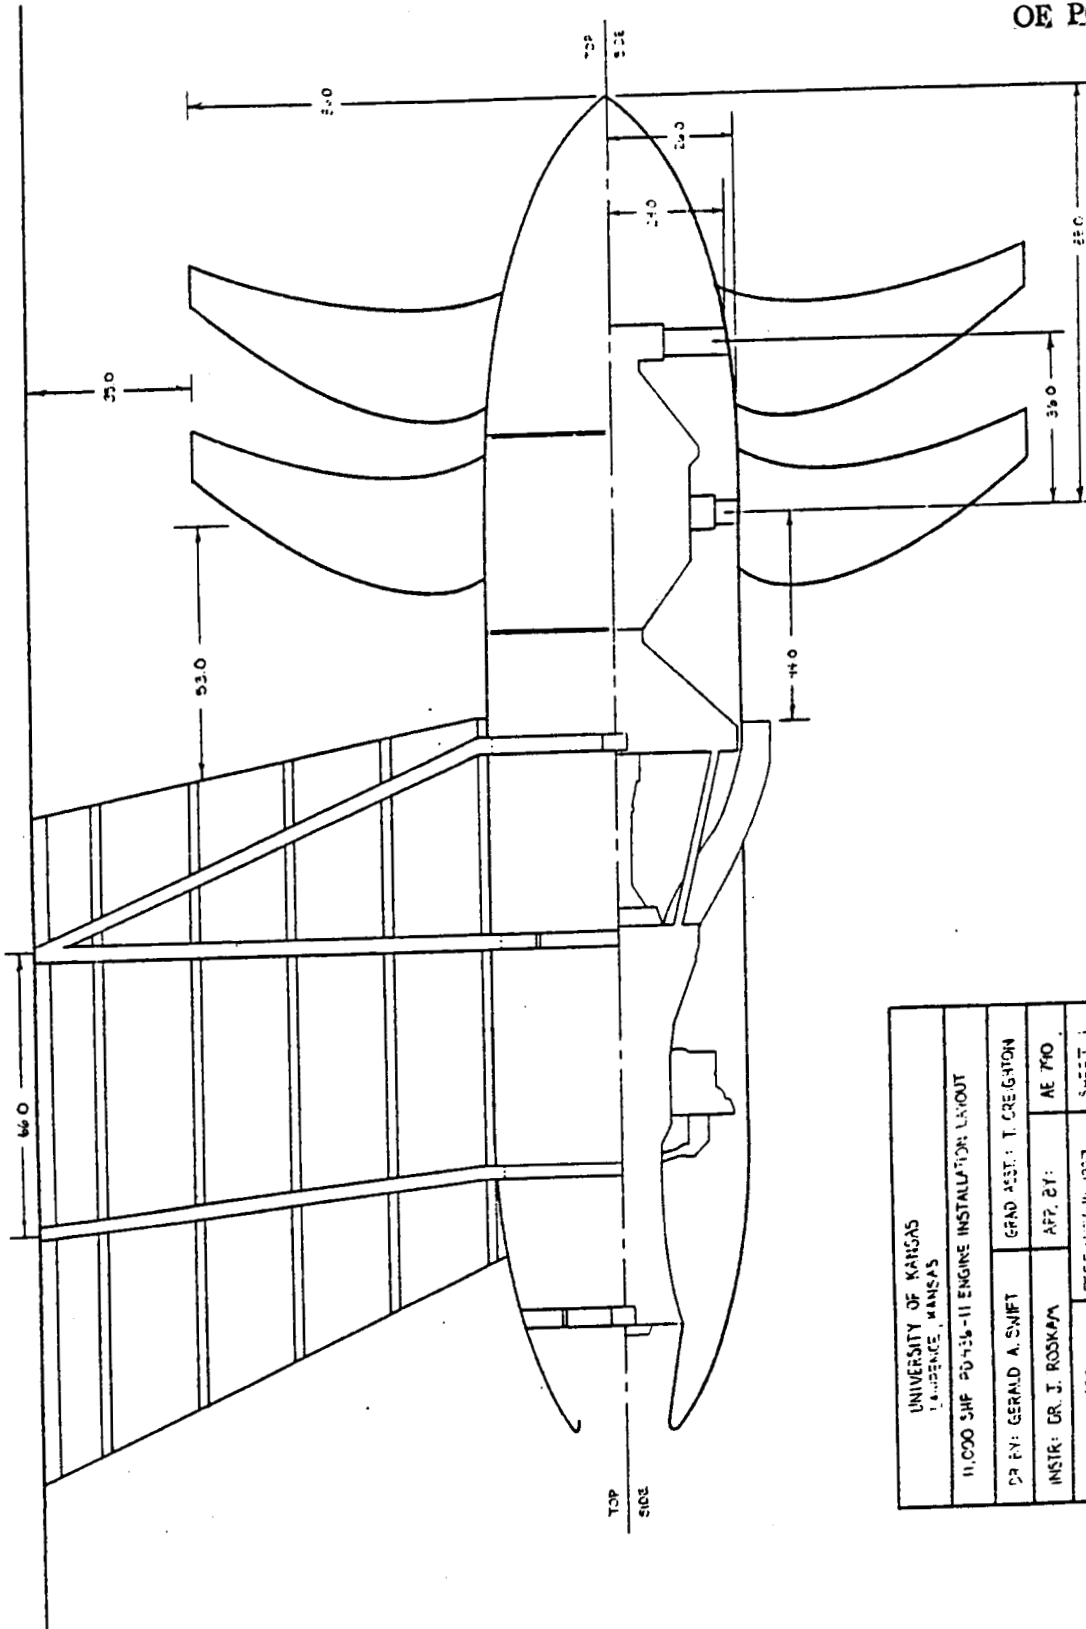 TOP
SIDE
35.0
24.0
36.0
53.0
44.0
66.0
TOP
SIDE
UNIVERSITY OF KANSAS
LAWRENCE, KANSAS
11,000 SHP PD436-11 ENGINE INSTALLATION LAYOUT
DR BY: GERALD A. SWIFT
GRAD ASST.: T. CREIGHTON
INSTR: DR. J. ROSKAM
APP. BY:
AE 790